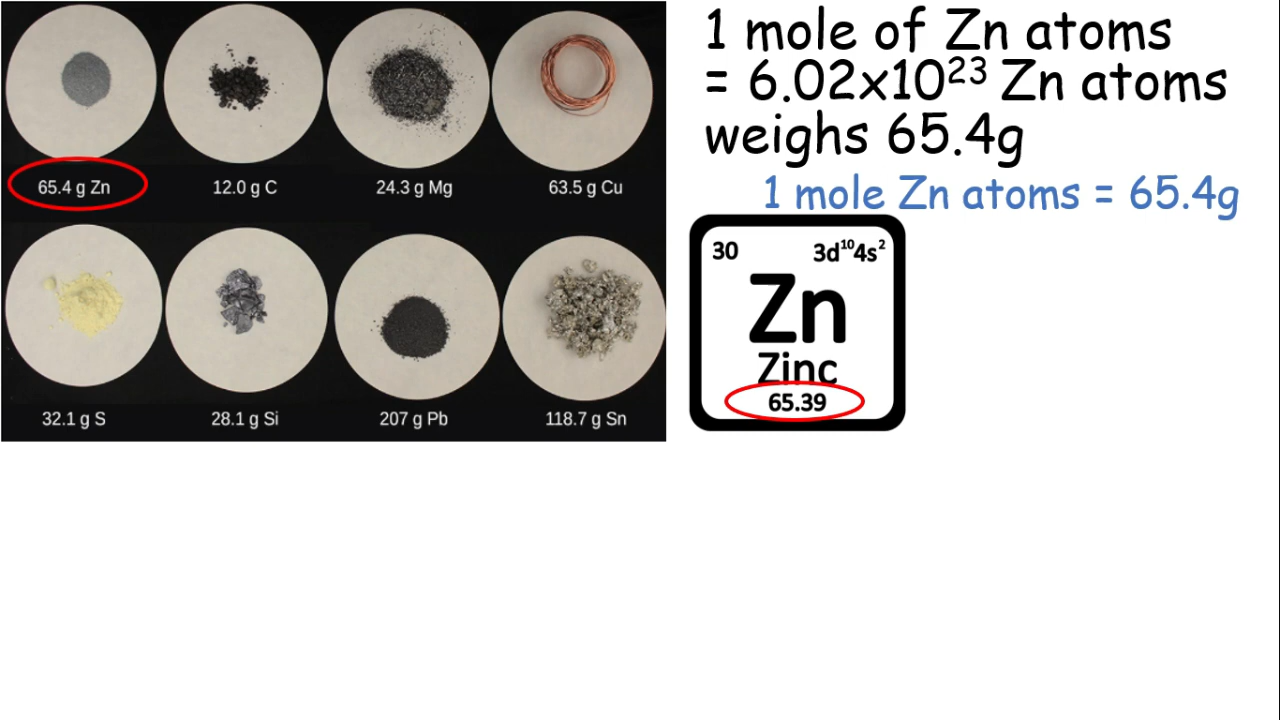 65.4 g Zn
12.0 g C
24.3 g Mg
63.5 g Cu
32.1 g S
28.1 g Si
207 g Pb
118.7 g Sn
1 mole of Zn atoms
= 6.02x10²³ Zn atoms
weighs 65.4g
1 mole Zn atoms = 65.4g
30
3d¹⁰4s²
Zn
Zinc
65.39